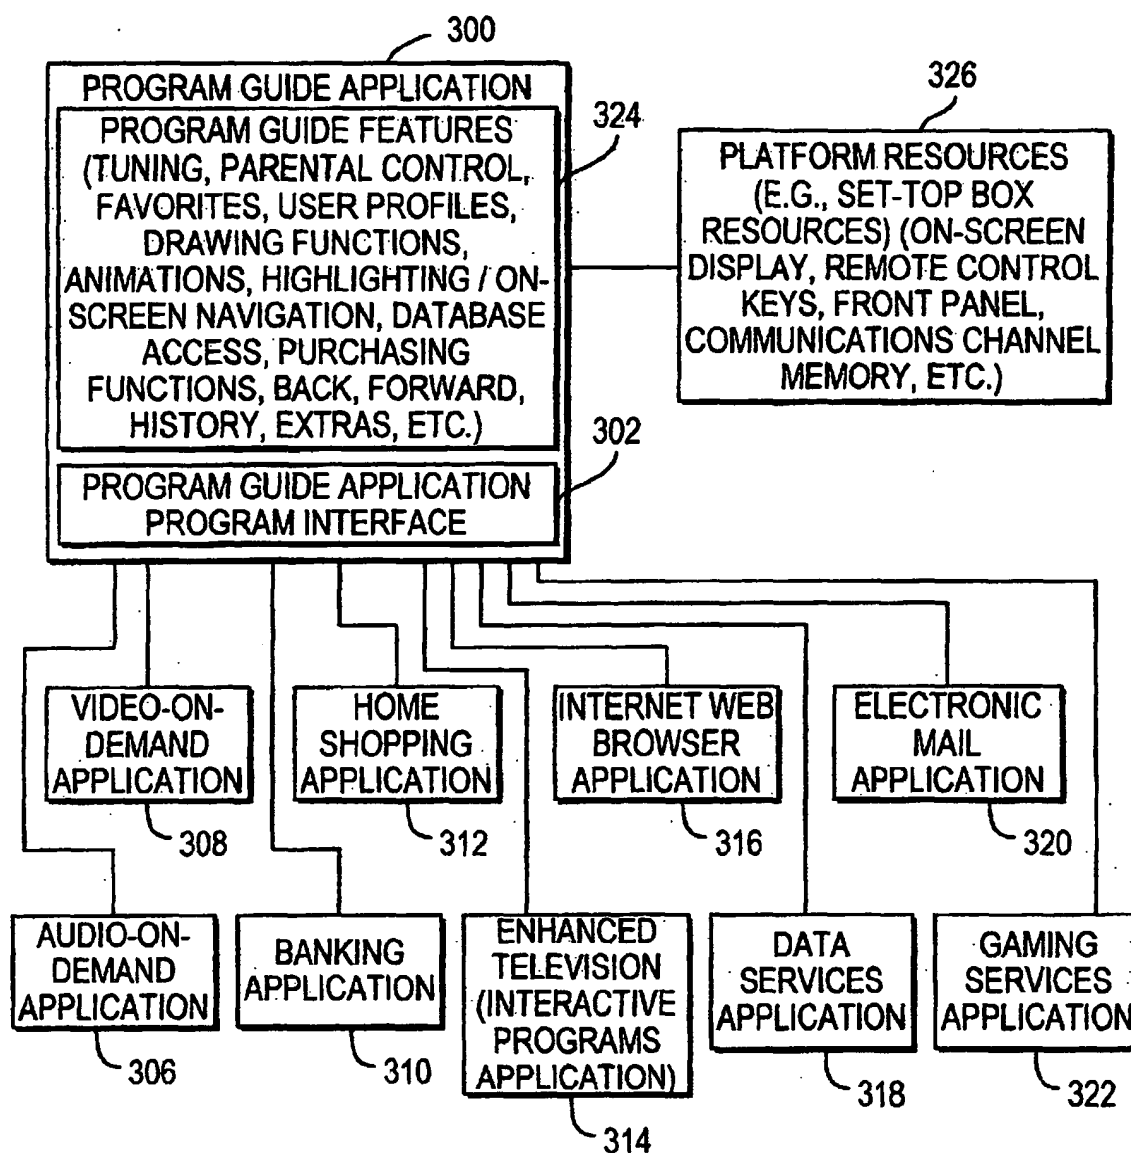 300
PROGRAM GUIDE APPLICATION
324
PROGRAM GUIDE FEATURES
(TUNING, PARENTAL CONTROL,
FAVORITES, USER PROFILES,
DRAWING FUNCTIONS,
ANIMATIONS, HIGHLIGHTING / ON-
SCREEN NAVIGATION, DATABASE
ACCESS, PURCHASING
FUNCTIONS, BACK, FORWARD,
HISTORY, EXTRAS, ETC.)
302
PROGRAM GUIDE APPLICATION
PROGRAM INTERFACE
326
PLATFORM RESOURCES
(E.G., SET-TOP BOX
RESOURCES) (ON-SCREEN
DISPLAY, REMOTE CONTROL
KEYS, FRONT PANEL,
COMMUNICATIONS CHANNEL
MEMORY, ETC.)
VIDEO-ON-
DEMAND
APPLICATION
308
HOME
SHOPPING
APPLICATION
312
INTERNET WEB
BROWSER
APPLICATION
316
ELECTRONIC
MAIL
APPLICATION
320
AUDIO-ON-
DEMAND
APPLICATION
306
BANKING
APPLICATION
310
ENHANCED
TELEVISION
(INTERACTIVE
PROGRAMS
APPLICATION)
314
DATA
SERVICES
APPLICATION
318
GAMING
SERVICES
APPLICATION
322